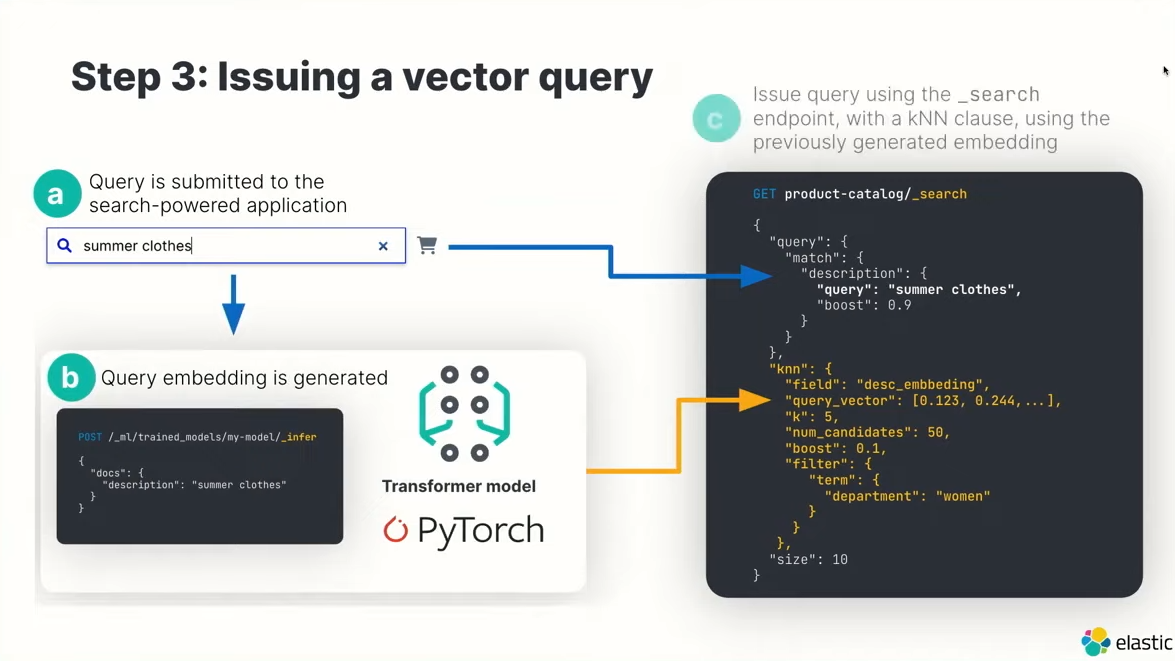 Step 3: Issuing a vector query
a
Query is submitted to the
search-powered application
summer clothes
b
Query embedding is generated
POST /_ml/trained_models/my-model/_infer
{
"docs": {
"description": "summer clothes"
}
}
Transformer model
PyTorch
c
Issue query using the _search
endpoint, with a kNN clause, using the
previously generated embedding
GET product-catalog/_search
{
"query": {
"match": {
"description": {
"query": "summer clothes",
"boost": 0.9
}
}
},
"knn": {
"field": "desc_embbeding",
"query_vector": [0.123, 0.244,...],
"k": 5,
"num_candidates": 50,
"boost": 0.1,
"filter": {
"term": {
"department": "women"
}
}
},
"size": 10
}
elastic